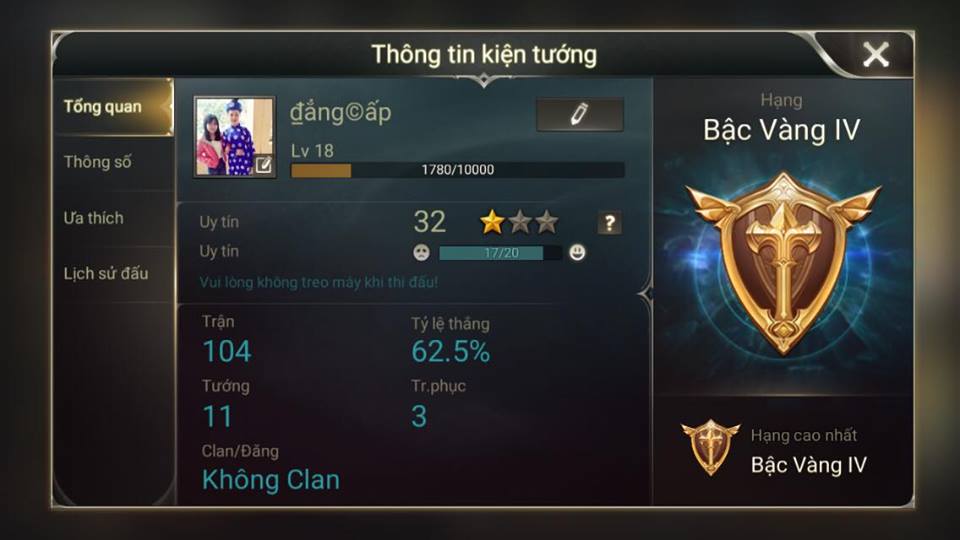 Thông tin kiện tướng
Tổng quan
Thông số
Ưa thích
Lịch sử đấu
₫ẳng©ấp
Lv 18
1780/10000
Uy tín
32
?
Uy tín
17/20
Vui lòng không treo máy khi thi đấu!
Trận
104
Tỷ lệ thắng
62.5%
Tướng
11
Tr.phục
3
Clan/Đăng
Không Clan
Hạng
Bậc Vàng IV
Hạng cao nhất
Bậc Vàng IV